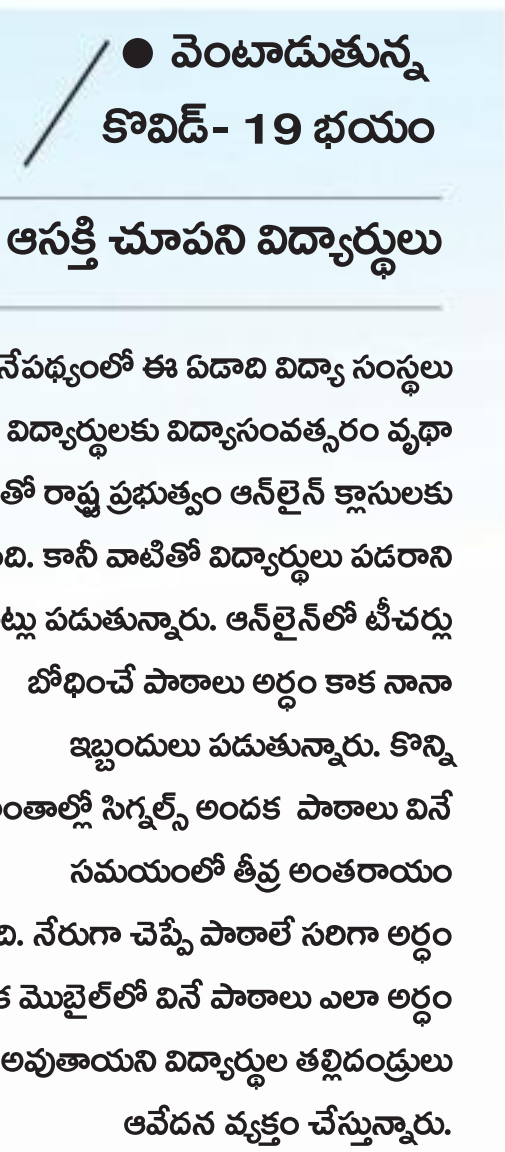 ● వెంటాడుతున్న
కొవిడ్- 19 భయం
ఆసక్తి చూపని విద్యార్థులు
నేపథ్యంలో ఈ ఏడాది విద్యా సంస్థలు
విద్యార్థులకు విద్యాసంవత్సరం వృథా
తో రాష్ట్ర ప్రభుత్వం ఆన్‌లైన్ క్లాసులకు
ది. కానీ వాటితో విద్యార్థులు పడరాని
ట్లు పడుతున్నారు. ఆన్‌లైన్‌లో టీచర్లు
బోధించే పాఠాలు అర్ధం కాక నానా
ఇబ్బందులు పడుతున్నారు. కొన్ని
ంతాల్లో సిగ్నల్స్ అందక పాఠాలు వినే
సమయంలో తీవ్ర అంతరాయం
ది. నేరుగా చెప్పే పాఠాలే సరిగా అర్ధం
క మొబైల్‌లో వినే పాఠాలు ఎలా అర్ధం
అవుతాయని విద్యార్థుల తల్లిదండ్రులు
ఆవేదన వ్యక్తం చేస్తున్నారు.